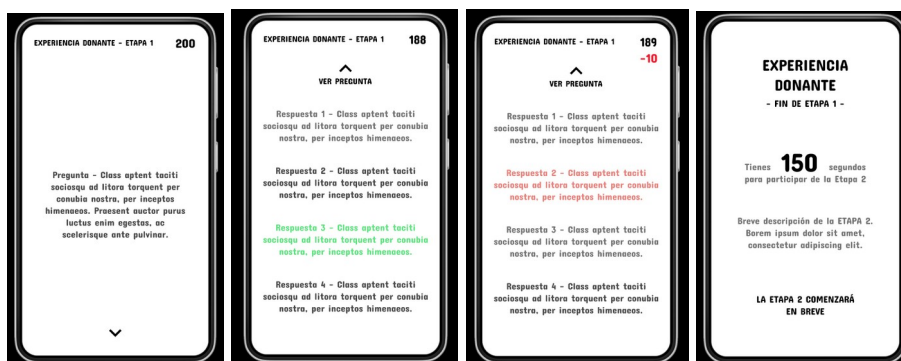 EXPERIENCIA DONANTE - ETAPA 1 200
Pregunta - Class aptent taciti
sociosqu ad litora torquent per
conubia nostra, per inceptos
himenaeos. Praesent auctor purus
luctus enim egestas, ac
scelerisque ante pulvinar.
EXPERIENCIA DONANTE - ETAPA 1 188
VER PREGUNTA
Respuesta 1 - Class aptent taciti
sociosqu ad litora torquent per conubia
nostra, per inceptos himenaeos.
Respuesta 2 - Class aptent taciti
sociosqu ad litora torquent per conubia
nostra, per inceptos himenaeos.
Respuesta 3 - Class aptent taciti
sociosqu ad litora torquent per conubia
nostra, per inceptos himenaeos.
Respuesta 4 - Class aptent taciti
sociosqu ad litora torquent per conubia
nostra, per inceptos himenaeos.
EXPERIENCIA DONANTE - ETAPA 1 189
-10
VER PREGUNTA
Respuesta 1 - Class aptent taciti
sociosqu ad litora torquent per conubia
nostra, per inceptos himenaeos.
Respuesta 2 - Class aptent taciti
sociosqu ad litora torquent per conubia
nostra, per inceptos himenaeos.
Respuesta 3 - Class aptent taciti
sociosqu ad litora torquent per conubia
nostra, per inceptos himenaeos.
Respuesta 4 - Class aptent taciti
sociosqu ad litora torquent per conubia
nostra, per inceptos himenaeos.
EXPERIENCIA
DONANTE
- FIN DE ETAPA 1 -
Tienes 150 segundos
para participar de la Etapa 2
Breve descripción de la ETAPA 2.
Borem ipsum dolor sit amet,
consectetur adipiscing elit.
LA ETAPA 2 COMENZARÁ
EN BREVE